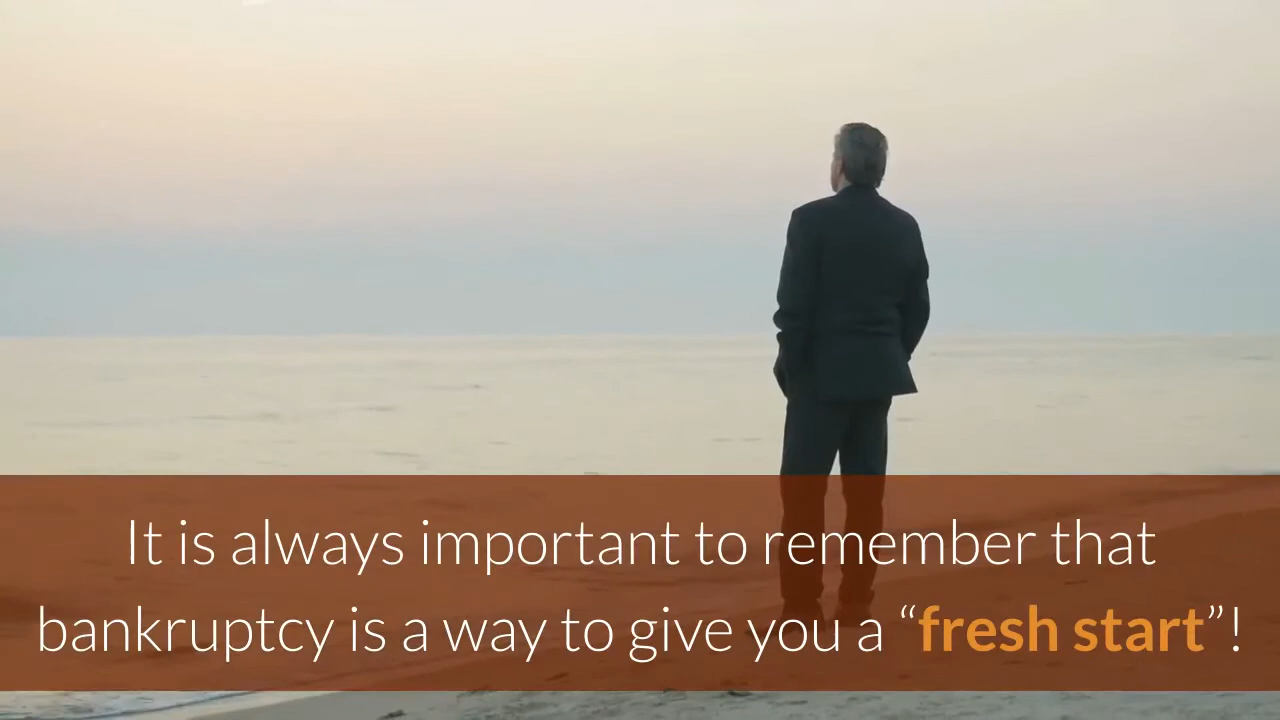 It is always important to remember that
bankruptcy is a way to give you a “fresh start”!